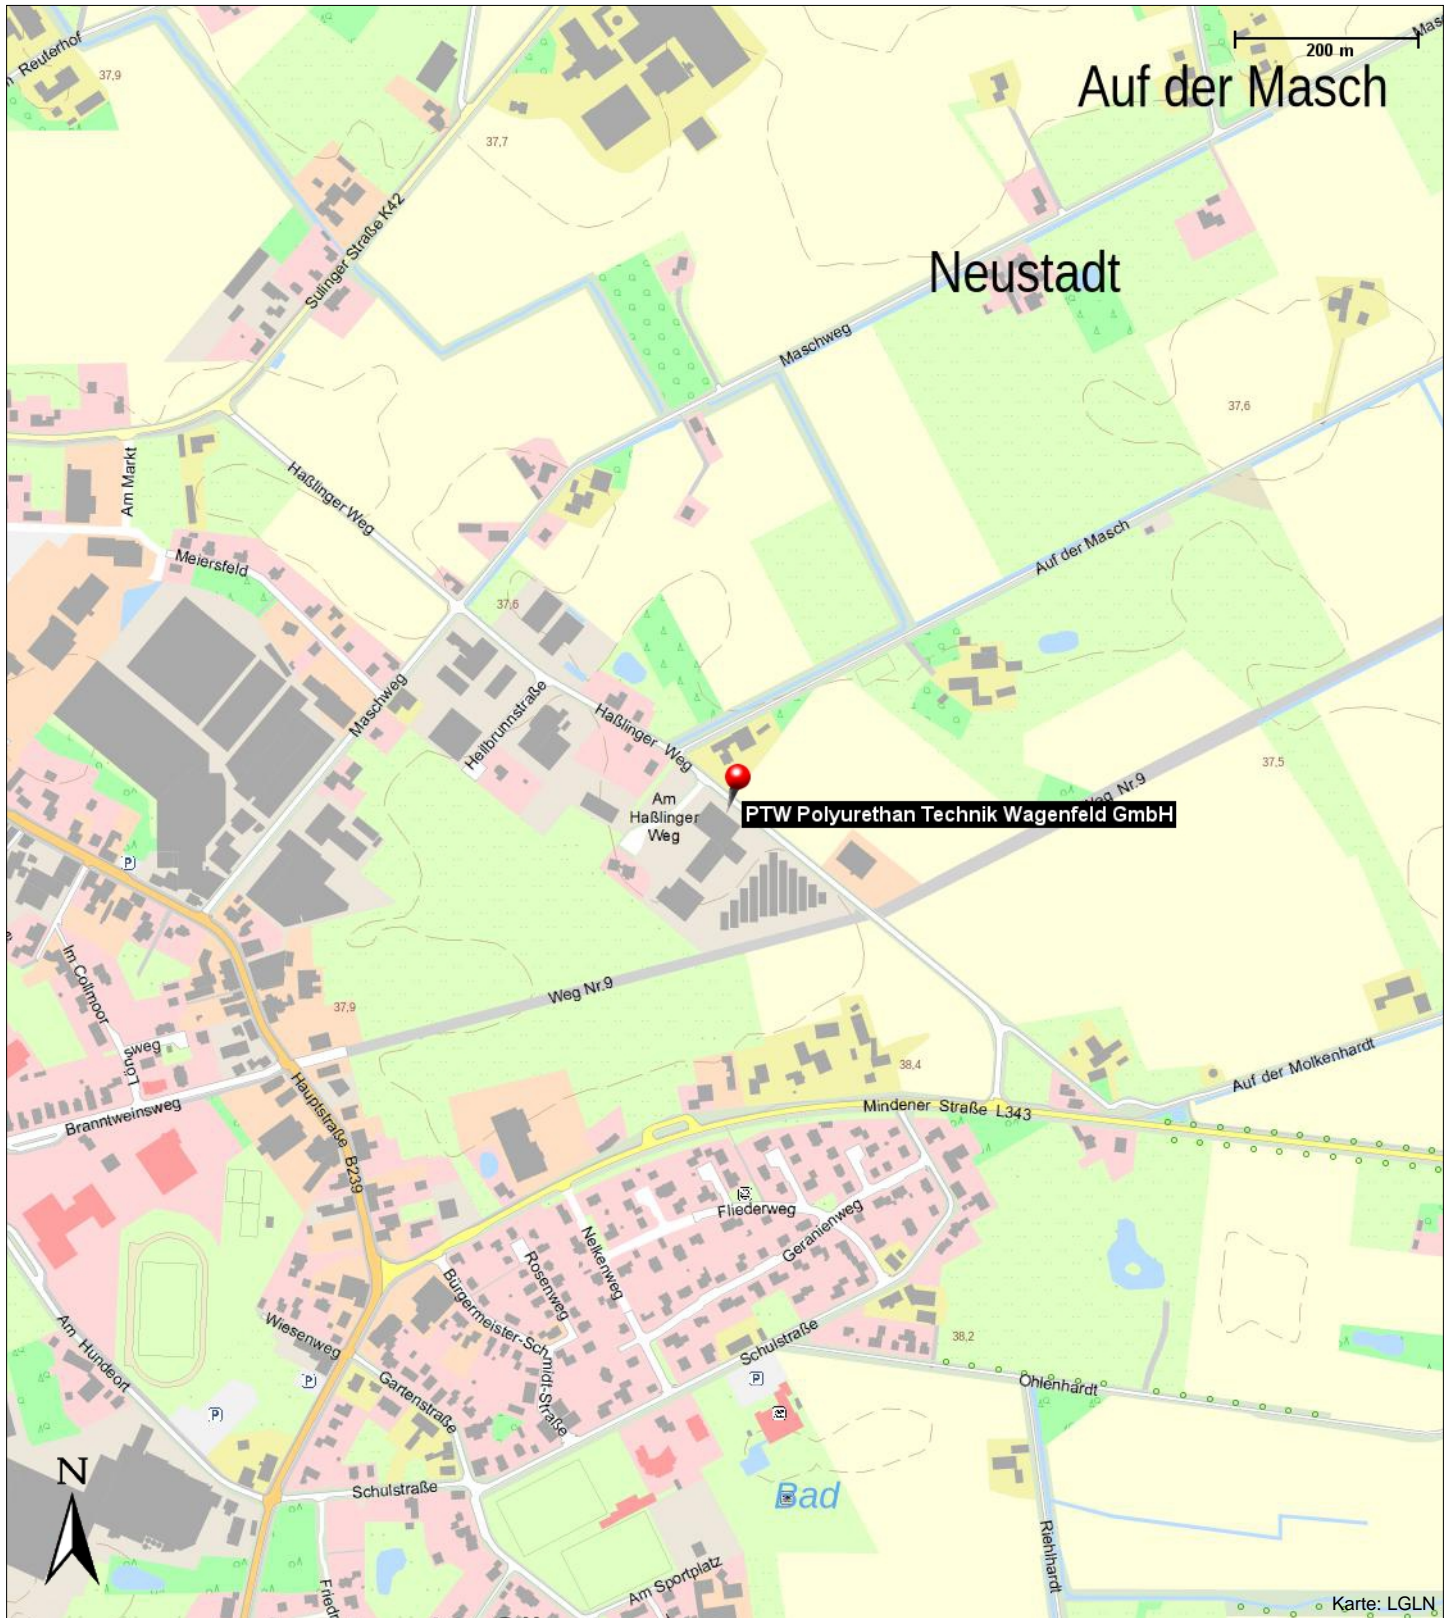 Reuterhof
37,9
200 m
Auf der Masch
37,7
Sulinger Straße K42
Neustadt
Maschweg
37,6
Am Markt
Haßlinger Weg
Auf der Masch
Meiersfeld
37,6
Maschweg
Heilbrunnstraße
Haßlinger Weg
37,5
Am
Haßlinger
Weg
PTW Polyurethan Technik Wagenfeld GmbH
Weg Nr.9
P
Im Collmoor
Weg Nr.9
37,9
Löns
weg
38,4
Auf der Molkenhardt
Branntweinsweg
Hauptstraße B239
Mindener Straße L343
Fliederweg
Geranienweg
Nelkenweg
Rosenweg
Bürgermeister-Schmidt-Straße
Am Hundeort
Wiesenweg
Schulstraße
38,2
P
Gartenstraße
P
Ohlenhardt
P
N
Schulstraße
Bad
Riehlhardt
Am Sportplatz
Karte: LGLN